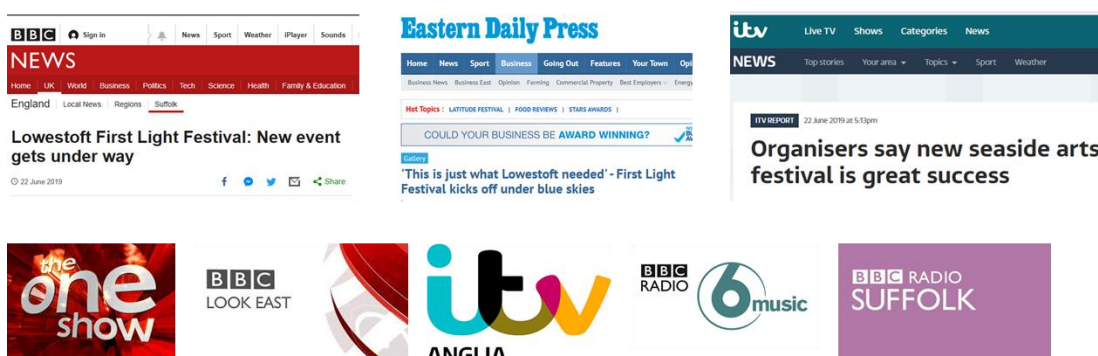 BBC Sign in News Sport Weather iPlayer Sounds
NEWS
Home UK World Business Politics Tech Science Health Family & Education
England Local News Regions Suffolk
Lowestoft First Light Festival: New event
gets under way
22 June 2019
Share
Eastern Daily Press
Home News Sport Business Going Out Features Your Town
Business News Business East Opinion Farming Commercial Property Best Employers
Hot Topics : LATITUDE FESTIVAL | FOOD REVIEWS | STARS AWARDS |
COULD YOUR BUSINESS BE AWARD WINNING?
Gallery
'This is just what Lowestoft needed' - First Light
Festival kicks off under blue skies
itv Live TV Shows Categories News
NEWS Top stories Your area Topics Sport Weather
ITV REPORT 22 June 2019 at 5:13pm
Organisers say new seaside arts
festival is great success
the
one
show
BBC
LOOK EAST
itv
ANGLIA
BBC
RADIO
6
music
BBC RADIO
SUFFOLK